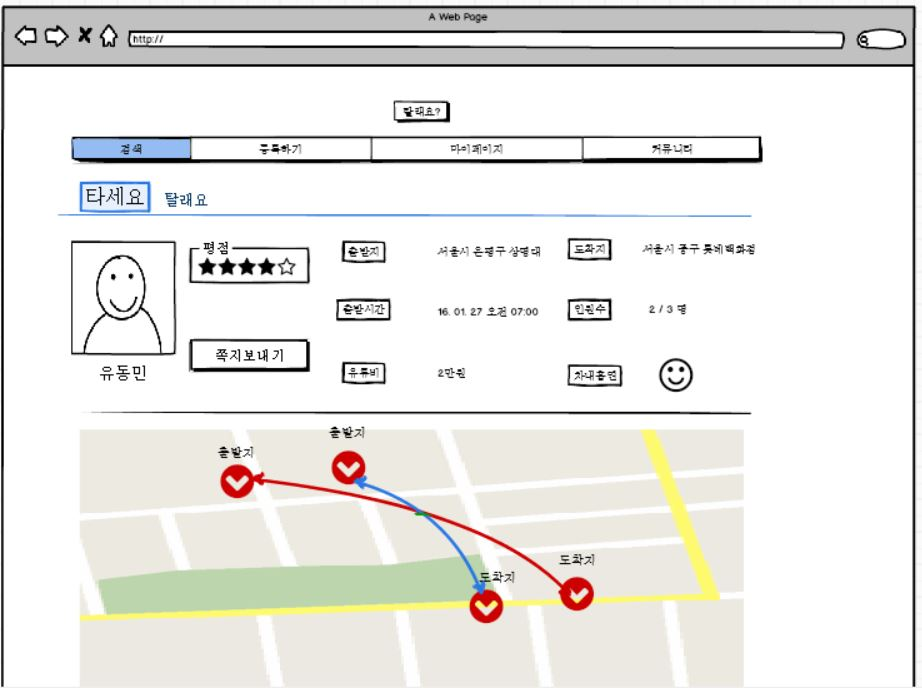 A Web Page
http://
탈래요?
검색 등록하기 마이페이지 커뮤니티
타세요 탈래요
평점 출발지 서울시 은평구 상명대 도착지 서울시 중구 롯데백화점
출발시간 16. 01. 27 오전 07:00 인원수 2 / 3 명
쪽지보내기
유동민 유류비 2만원 차내흡연
출발지
출발지
도착지
도착지